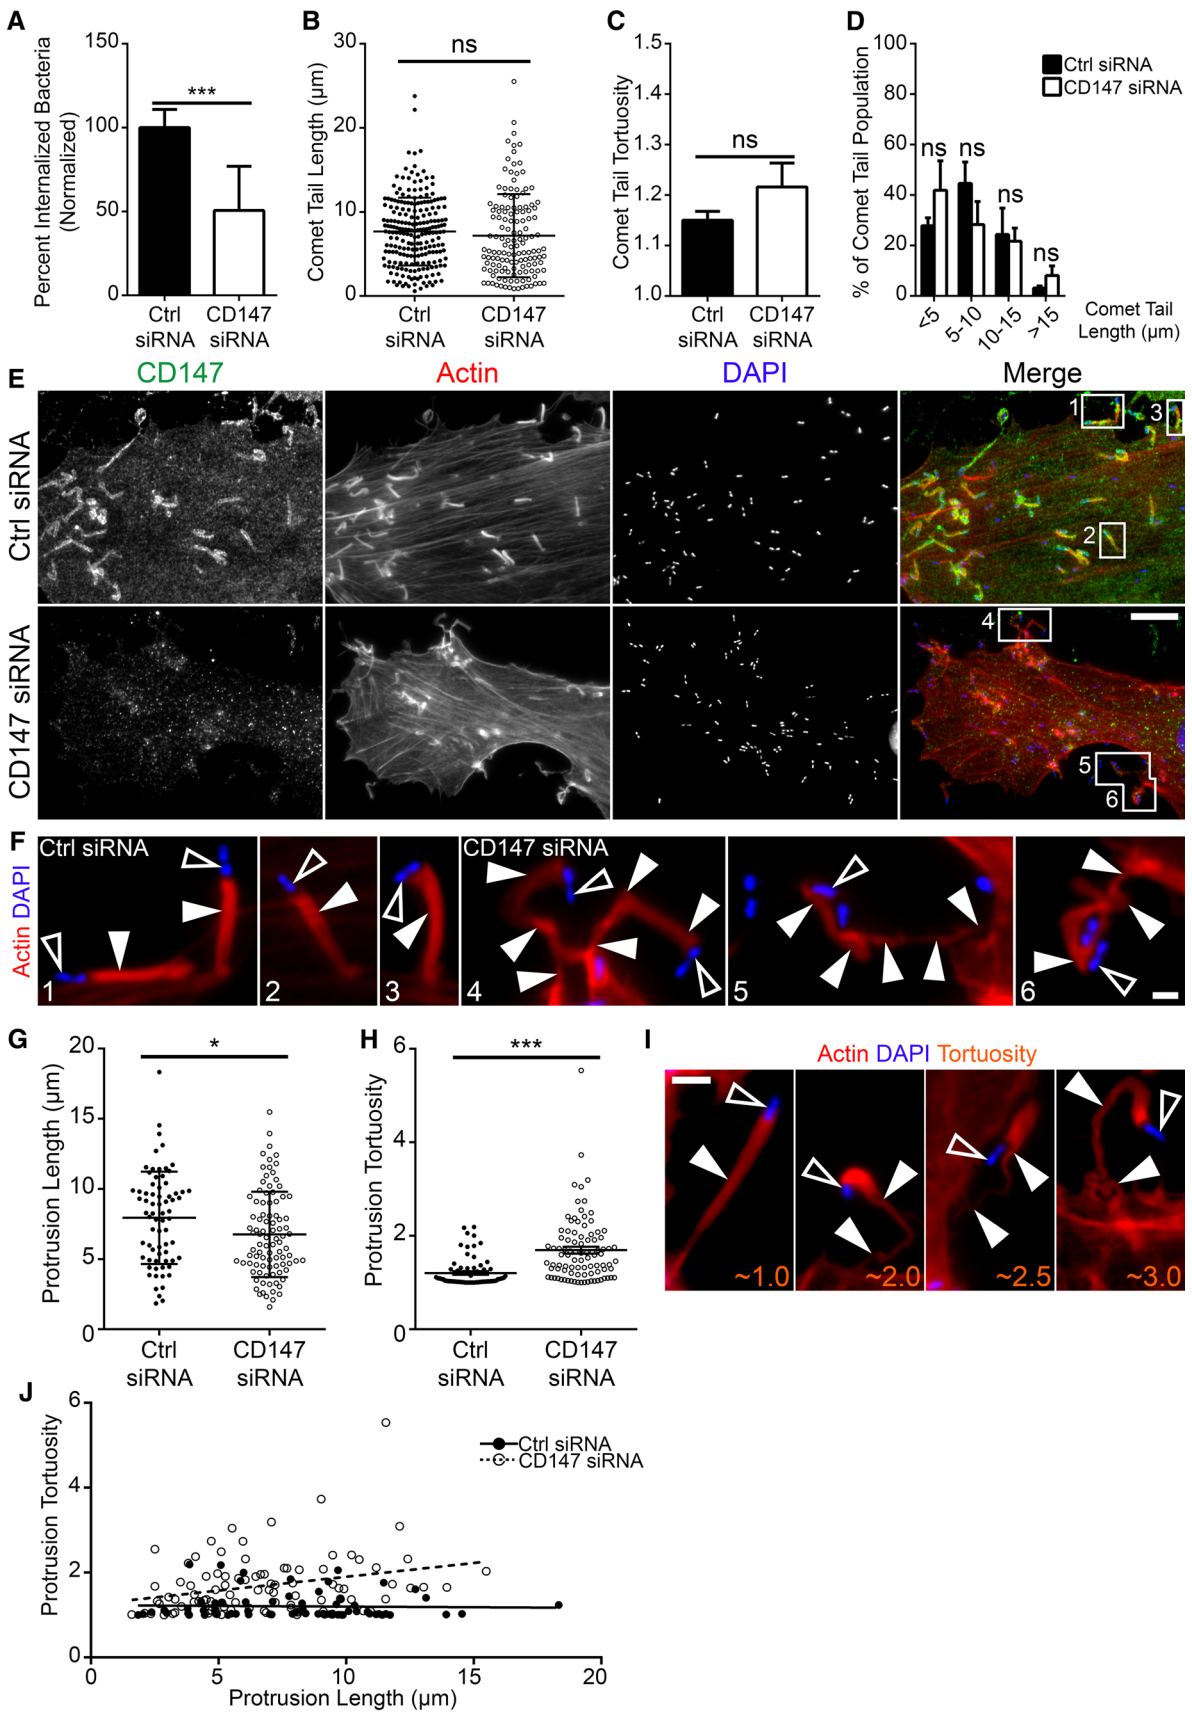 A
Percent Internalized Bacteria
(Normalized)
150
100
50
0
***
Ctrl
siRNA
CD147
siRNA
B
Comet Tail Length (μm)
30
20
10
0
ns
Ctrl
siRNA
CD147
siRNA
C
Comet Tail Tortuosity
1.5
1.4
1.3
1.2
1.1
1.0
ns
Ctrl
siRNA
CD147
siRNA
D
% of Comet Tail Population
100
80
60
40
20
0
ns
ns
ns
ns
Ctrl siRNA
CD147 siRNA
<5
5-10
10-15
>15
Comet Tail
Length (μm)
E
CD147
Actin
DAPI
Merge
Ctrl siRNA
1
3
2
CD147 siRNA
4
5
6
F
Actin DAPI
Ctrl siRNA
1
2
3
CD147 siRNA
4
5
6
G
Protrusion Length (μm)
20
15
10
5
0
*
Ctrl
siRNA
CD147
siRNA
H
Protrusion Tortuosity
6
4
2
0
***
Ctrl
siRNA
CD147
siRNA
I
Actin DAPI Tortuosity
~1.0
~2.0
~2.5
~3.0
J
Protrusion Tortuosity
6
4
2
0
Ctrl siRNA
CD147 siRNA
0
5
10
15
20
Protrusion Length (μm)